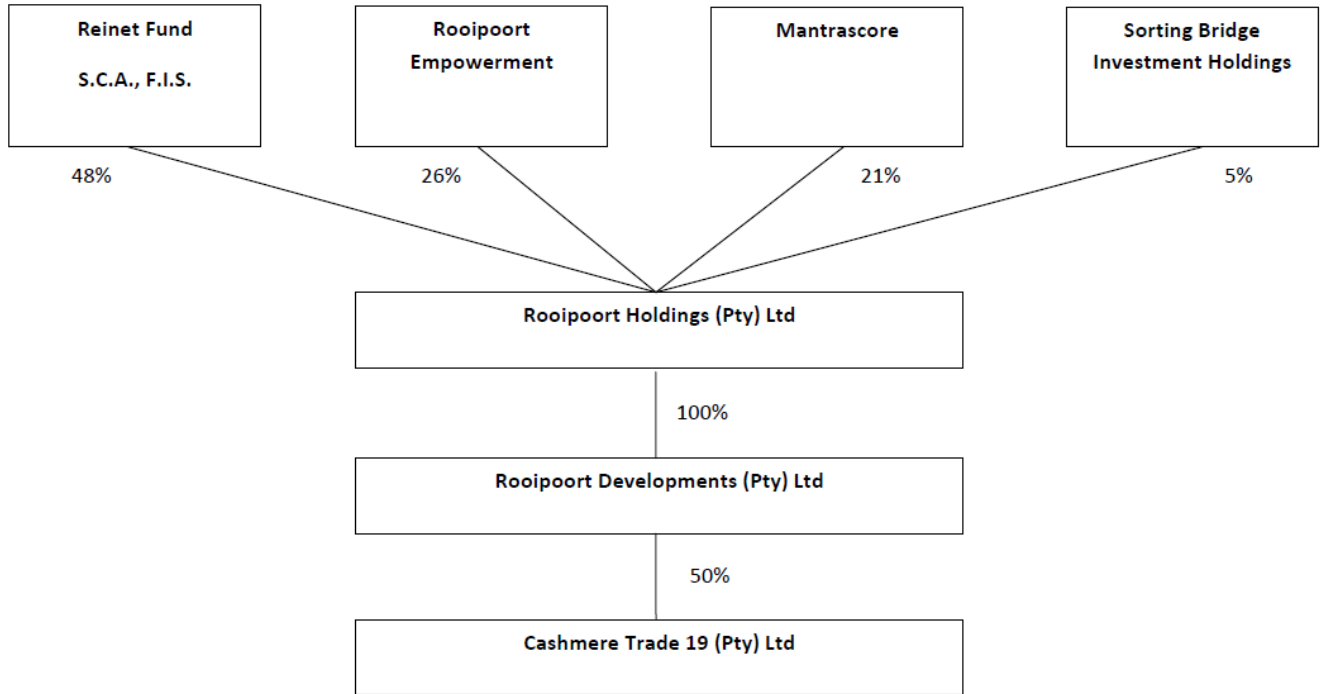 Reinet Fund
S.C.A., F.I.S.
Rooipoort
Empowerment
Mantrascore
Sorting Bridge
Investment Holdings
48%
26%
21%
5%
Rooipoort Holdings (Pty) Ltd
100%
Rooipoort Developments (Pty) Ltd
50%
Cashmere Trade 19 (Pty) Ltd